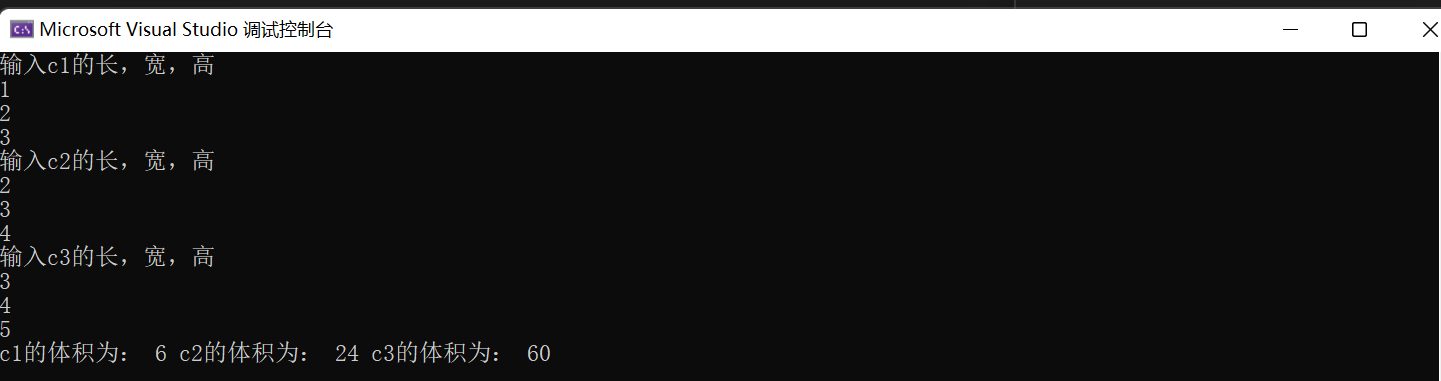 Microsoft Visual Studio 调试控制台
输入c1的长，宽，高
1
2
3
输入c2的长，宽，高
2
3
4
输入c3的长，宽，高
3
4
5
c1的体积为： 6 c2的体积为： 24 c3的体积为： 60